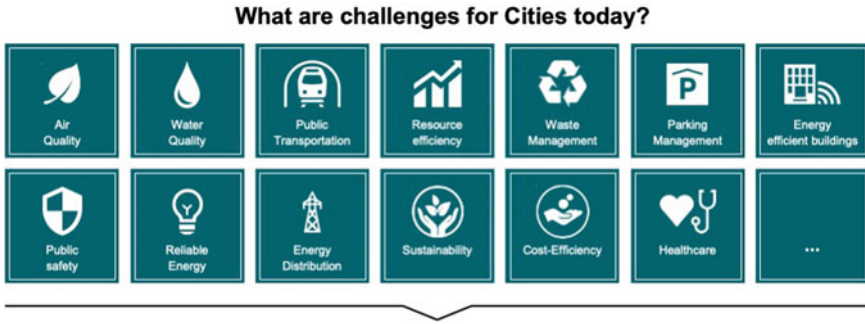 What are challenges for Cities today?
Air
Quality
Water
Quality
Public
Transportation
Resource
efficiency
Waste
Management
P
Parking
Management
Energy
efficient buildings
Public
safety
Reliable
Energy
Energy
Distribution
Sustainability
Cost-Efficiency
Healthcare
...